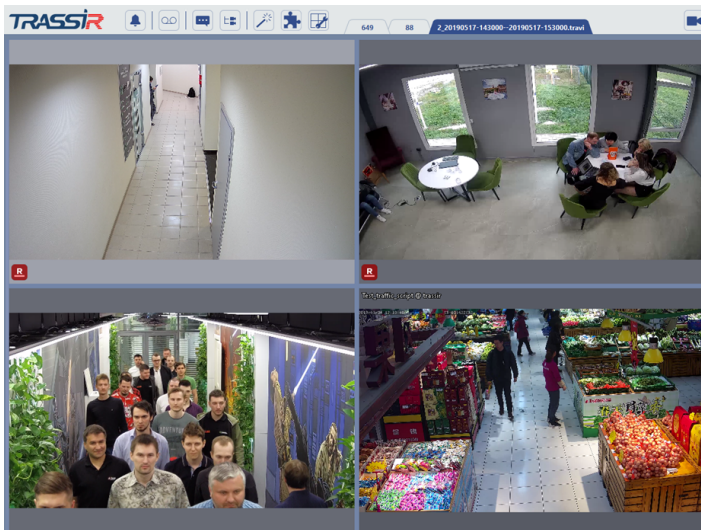 TRASSIR
649
88
2_20190517-143000--20190517-153000.travi
R
R
Test_traffic_script @ trassir